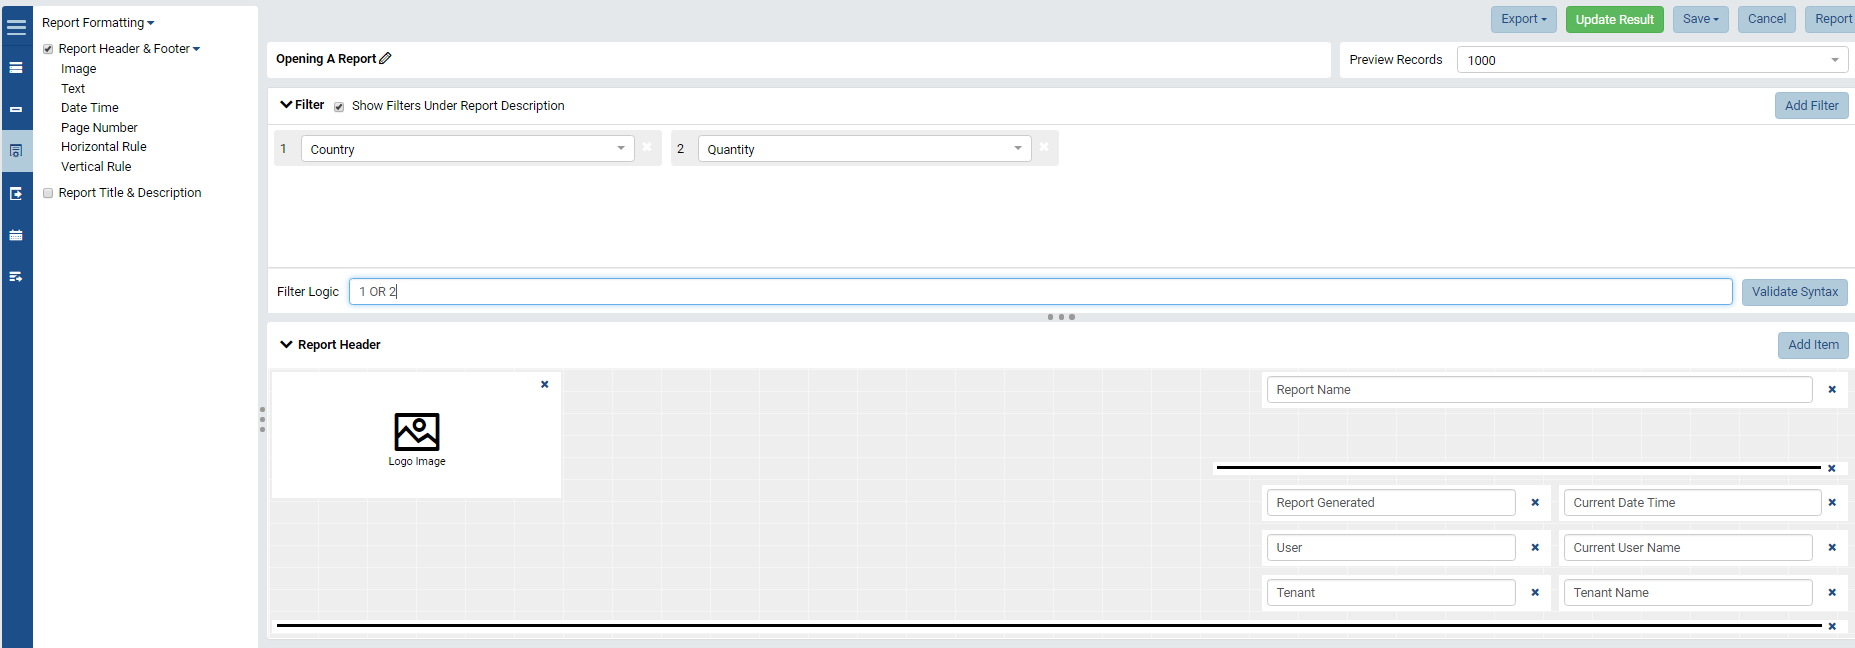 Report Formatting
Report Header & Footer
Image
Text
Date Time
Page Number
Horizontal Rule
Vertical Rule
Report Title & Description
Export
Update Result
Save
Cancel
Report
Opening A Report
Preview Records
1000
Filter
Show Filters Under Report Description
Add Filter
1
Country
2
Quantity
Filter Logic
1 OR 2
Validate Syntax
Report Header
Add Item
Logo Image
Report Name
Report Generated
Current Date Time
User
Current User Name
Tenant
Tenant Name